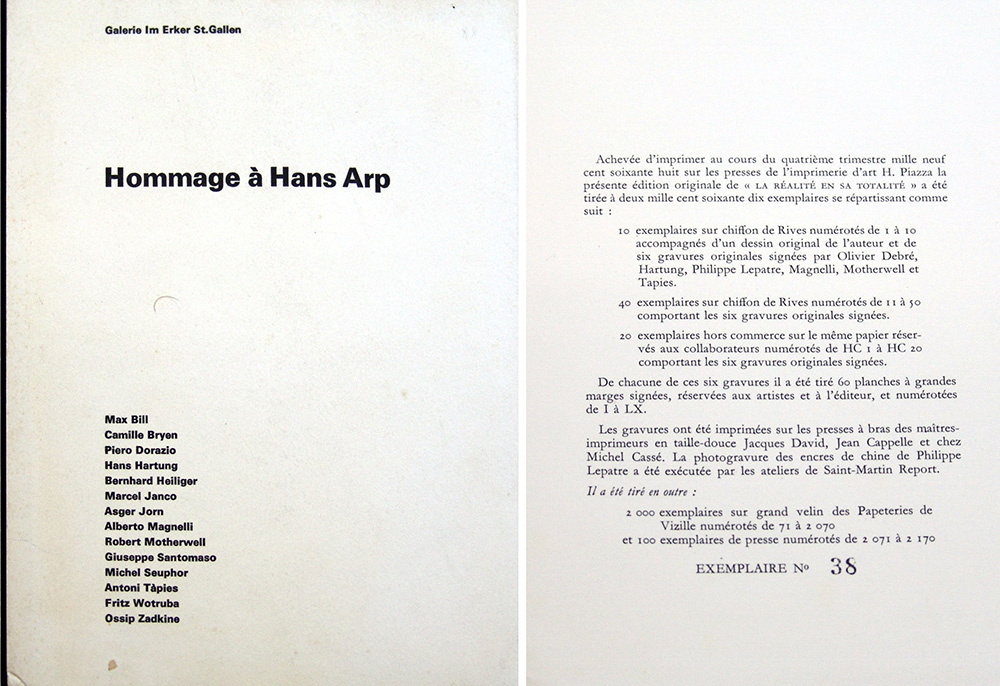 Galerie Im Erker St.Gallen
Hommage à Hans Arp
Max Bill
Camille Bryen
Piero Dorazio
Hans Hartung
Bernhard Heiliger
Marcel Janco
Asger Jorn
Alberto Magnelli
Robert Motherwell
Giuseppe Santomaso
Michel Seuphor
Antoni Tàpies
Fritz Wotruba
Ossip Zadkine
Achevée d'imprimer au cours du quatrième trimestre mille neuf
cent soixante huit sur les presses de l'imprimerie d'art H. Piazza la
présente édition originale de « LA RÉALITÉ EN SA TOTALITÉ » a été
tirée à deux mille cent soixante dix exemplaires se répartissant comme
suit :
10 exemplaires sur chiffon de Rives numérotés de 1 à 10
accompagnés d'un dessin original de l'auteur et de
six gravures originales signées par Olivier Debré,
Hartung, Philippe Lepatre, Magnelli, Motherwell et
Tapies.
40 exemplaires sur chiffon de Rives numérotés de 11 à 50
comportant les six gravures originales signées.
20 exemplaires hors commerce sur le même papier réser-
vés aux collaborateurs numérotés de HC 1 à HC 20
comportant les six gravures originales signées.
De chacune de ces six gravures il a été tiré 60 planches à grandes
marges signées, réservées aux artistes et à l'éditeur, et numérotées
de I à LX.
Les gravures ont été imprimées sur les presses à bras des maîtres-
imprimeurs en taille-douce Jacques David, Jean Cappelle et chez
Michel Cassé. La photogravure des encres de chine de Philippe
Lepatre a été exécutée par les ateliers de Saint-Martin Report.
Il a été tiré en outre :
2 000 exemplaires sur grand velin des Papeteries de
Vizille numérotés de 71 à 2 070
et 100 exemplaires de presse numérotés de 2 071 à 2 170
EXEMPLAIRE Nº 38